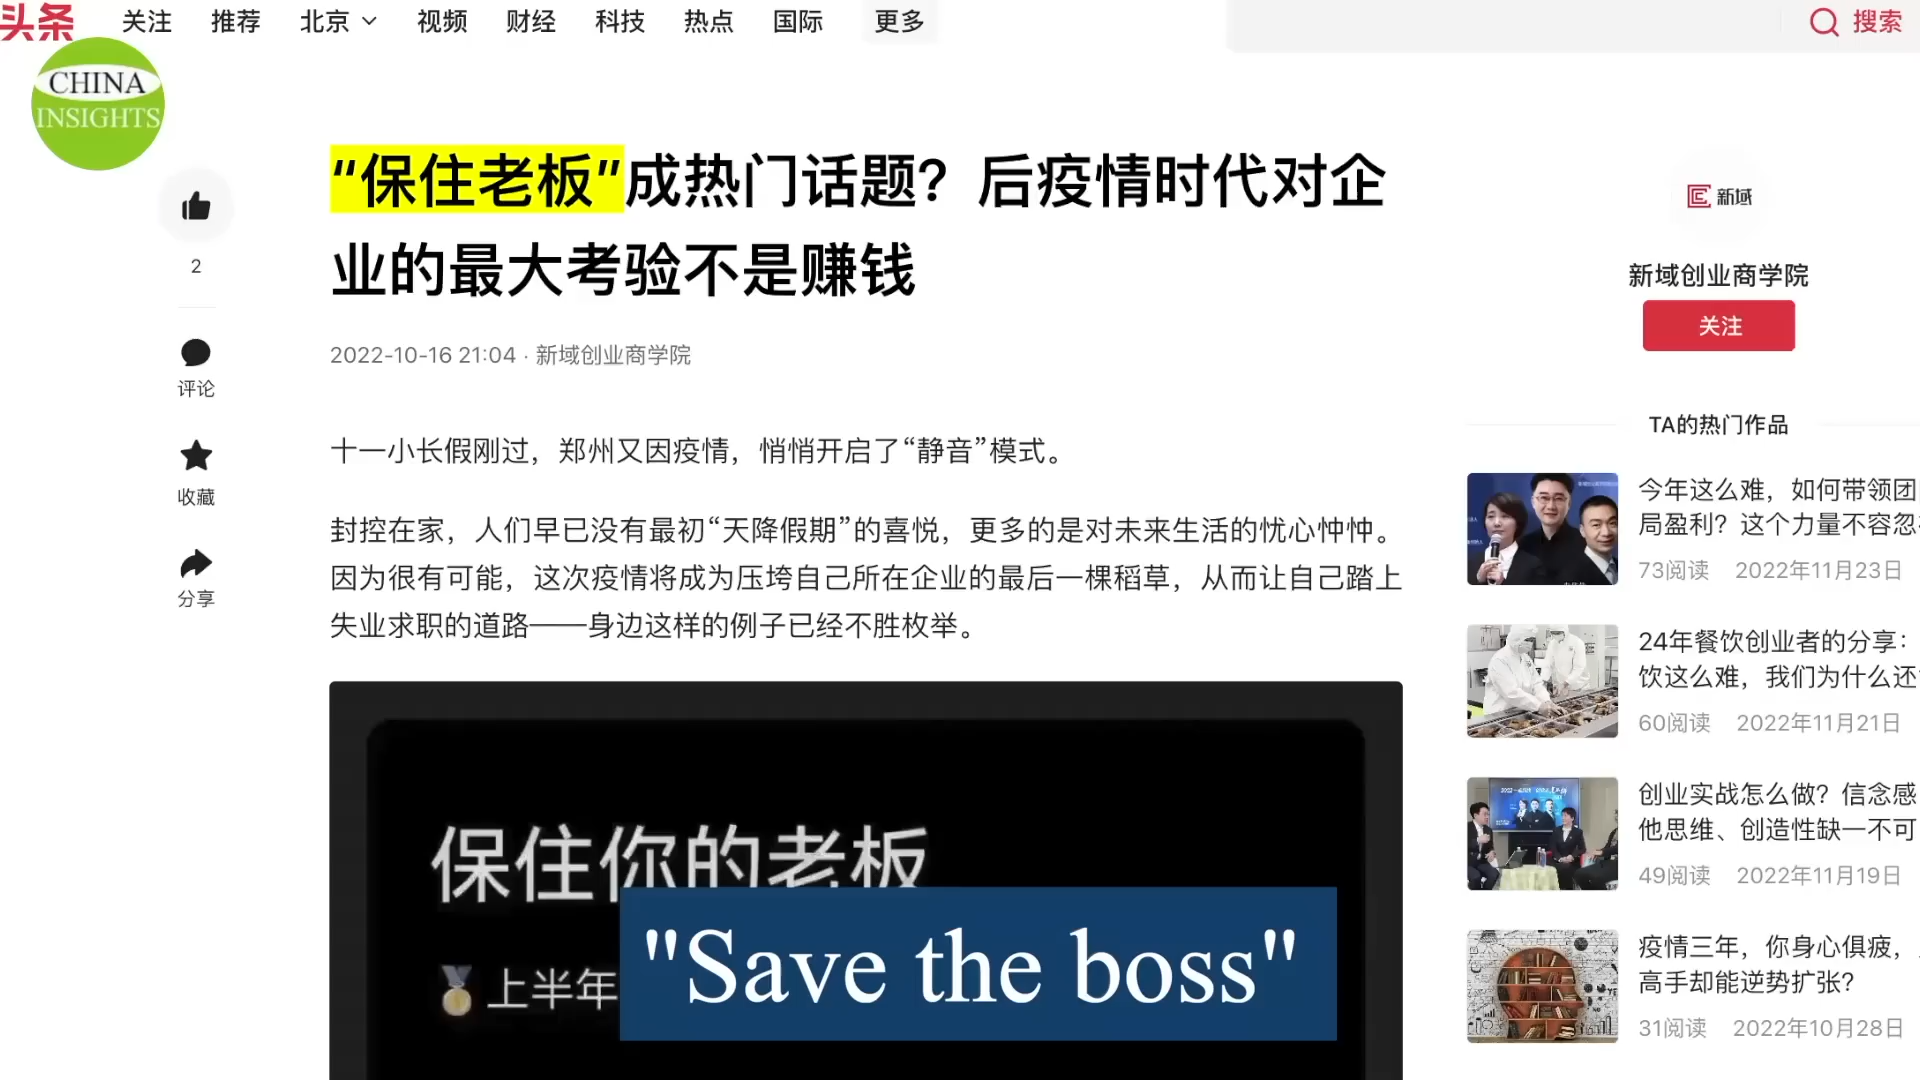 头条
关注
推荐
北京
视频
财经
科技
热点
国际
更多
搜索
CHINA
INSIGHTS
“保住老板”成热门话题？后疫情时代对企
业的最大考验不是赚钱
2022-10-16 21:04 · 新域创业商学院
2
评论
收藏
分享
十一小长假刚过，郑州又因疫情，悄悄开启了“静音”模式。
封控在家，人们早已没有最初“天降假期”的喜悦，更多的是对未来生活的忧心忡忡。
因为很有可能，这次疫情将成为压垮自己所在企业的最后一棵稻草，从而让自己踏上
失业求职的道路——身边这样的例子已经不胜枚举。
保住你的老板
上半年
"Save the boss"
新域
新域创业商学院
关注
TA的热门作品
今年这么难，如何带领团
局盈利？这个力量不容忽
73阅读 2022年11月23日
24年餐饮创业者的分享：
饮这么难，我们为什么还
60阅读 2022年11月21日
创业实战怎么做？信念感
他思维、创造性缺一不可
49阅读 2022年11月19日
疫情三年，你身心俱疲，
高手却能逆势扩张？
31阅读 2022年10月28日